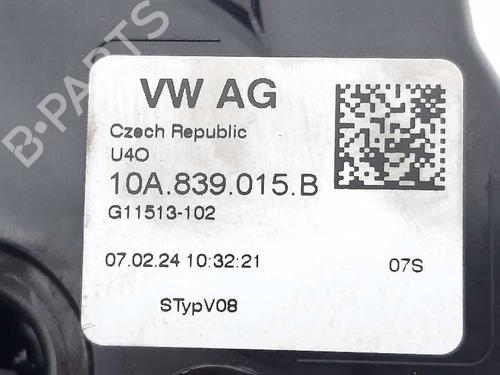 VW AG
Czech Republic
U4O
10A.839.015.B
G11513-102
07.02.24 10:32:21
07S
STypV08
B-PARTS